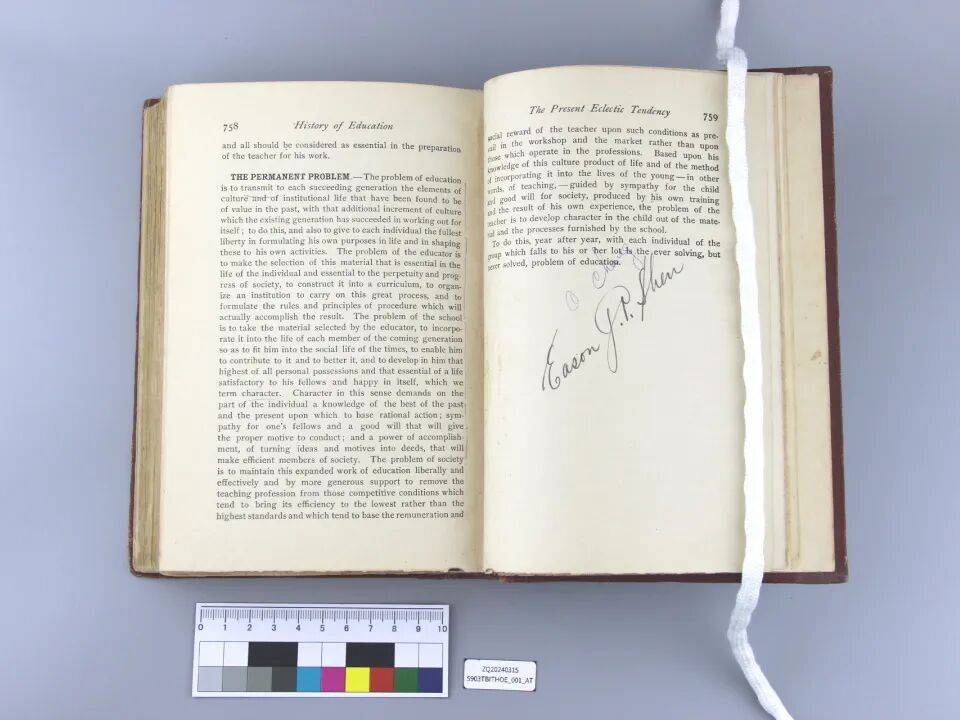 758 History of Education
and all should be considered as essential in the preparation
of the teacher for his work.
THE PERMANENT PROBLEM.—The problem of education
is to transmit to each succeeding generation the elements of
culture and of institutional life that have been found to be
of value in the past, with that additional increment of culture
which the existing generation has succeeded in working out for
itself; to do this, and also to give to each individual the fullest
liberty in formulating his own purposes in life and in shaping
these to his own activities. The problem of the educator is
to make the selection of this material that is essential in the
life of the individual and essential to the perpetuity and prog-
ress of society, to construct it into a curriculum, to organ-
ize an institution to carry on this great process, and to
formulate the rules and principles of procedure which will
actually accomplish the result. The problem of the school
is to take the material selected by the educator, to incorpo-
rate it into the life of each member of the coming generation
so as to fit him into the social life of the times, to enable him
to contribute to it and to better it, and to develop in him that
highest of all personal possessions and that essential of a life
satisfactory to his fellows and happy in itself, which we
term character. Character in this sense demands on the
part of the individual a knowledge of the best of the past
and the present upon which to base rational action; sym-
pathy for one's fellows and a good will that will give
the proper motive to conduct; and a power of accomplish-
ment, of turning ideas and motives into deeds, that will
make efficient members of society. The problem of society
is to maintain this expanded work of education liberally and
effectively and by more generous support to remove the
teaching profession from those competitive conditions which
tend to bring its efficiency to the lowest rather than the
highest standards and which tend to base the remuneration and
The Present Eclectic Tendency 759
social reward of the teacher upon such conditions as pre-
vail in the workshop and the market rather than upon
those which operate in the professions. Based upon his
knowledge of this culture product of life and of the method
of incorporating it into the lives of the young—in other
words, of teaching,—guided by sympathy for the child
and good will for society, produced by his own training
and the result of his own experience, the problem of the
teacher is to develop character in the child out of the mate-
rial and the processes furnished by the school.
To do this, year after year, with each individual of the
group which falls to his or her lot is the ever solving, but
never solved, problem of education.
Eason J.P. Shen
0 1 2 3 4 5 6 7 8 9 10
ZQ20240315
5903TBITHOE_001_AT